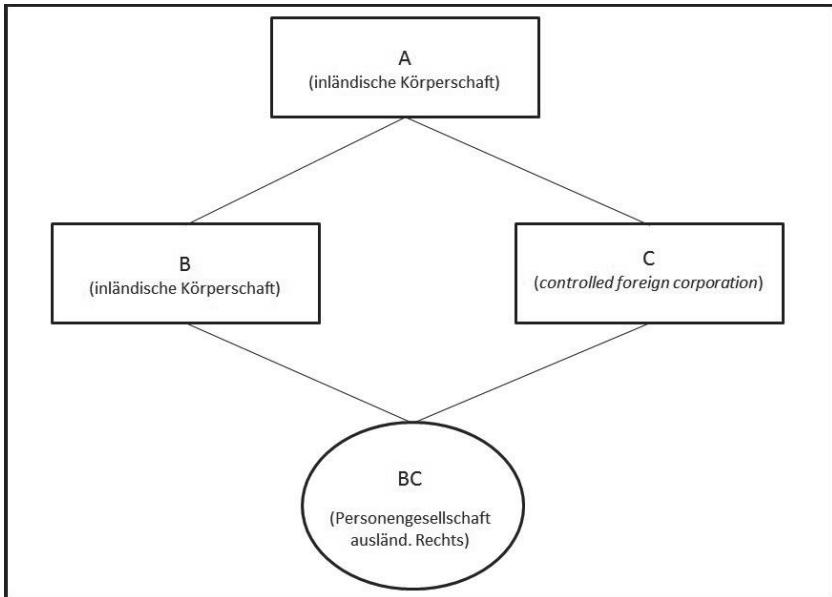 A
(inländische Körperschaft)
B
(inländische Körperschaft)
C
(controlled foreign corporation)
BC
(Personengesellschaft
ausländ. Rechts)